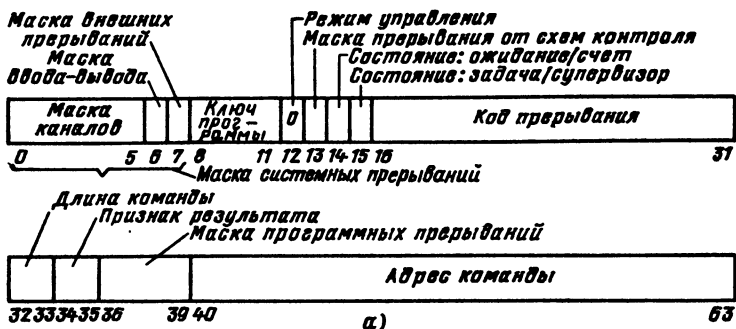 Маска внешних
прерываний
Маска
ввода-вывода
Режим управления
Маска прерывания от схем контроля
Состояние: ожидание/счет
Состояние: задача/супервизор
Маска
каналов
Ключ
прог-
раммы
0
Код прерывания
0 5 6 7 8 11 12 13 14 15 16 31
Маска системных прерываний
Длина команды
Признак результата
Маска программных прерываний
Адрес команды
32 33 34 35 36 39 40 63
а)